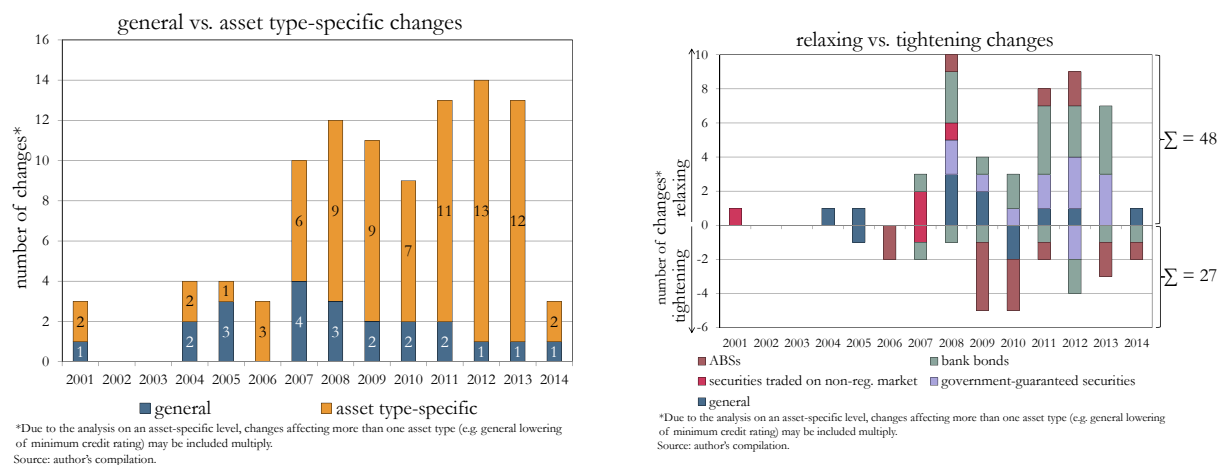 general vs. asset type-specific changes
number of changes*
16
14
12
10
8
6
4
2
0
2
1
2
2
1
3
3
6
4
9
3
9
2
7
2
11
2
13
1
12
1
2
1
2001 2002 2003 2004 2005 2006 2007 2008 2009 2010 2011 2012 2013 2014
general asset type-specific
*Due to the analysis on an asset-specific level, changes affecting more than one asset type (e.g. general lowering
of minimum credit rating) may be included multiply.
Source: author's compilation.
relaxing vs. tightening changes
number of changes*
tightening relaxing
10
8
6
4
2
0
-2
-4
-6
∑ = 48
∑ = 27
2001 2002 2003 2004 2005 2006 2007 2008 2009 2010 2011 2012 2013 2014
ABSs bank bonds
securities traded on non-reg. market government-guaranteed securities
general
*Due to the analysis on an asset-specific level, changes affecting more than one asset type (e.g. general lowering
of minimum credit rating) may be included multiply.
Source: author's compilation.